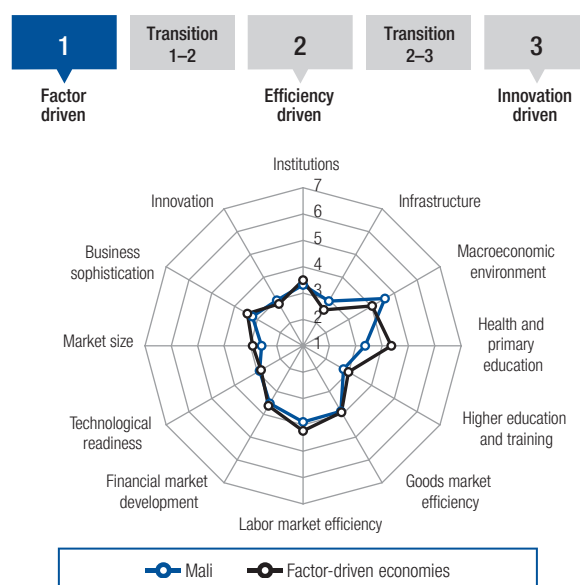 1
Transition
1–2
2
Transition
2–3
3
Factor
driven
Efficiency
driven
Innovation
driven
Institutions
7
Innovation
Infrastructure
6
5
Business
sophistication
Macroeconomic
environment
4
3
2
Market size
1
Health and
primary
education
Technological
readiness
Higher education
and training
Financial market
development
Goods market
efficiency
Labor market efficiency
Mali
Factor-driven economies